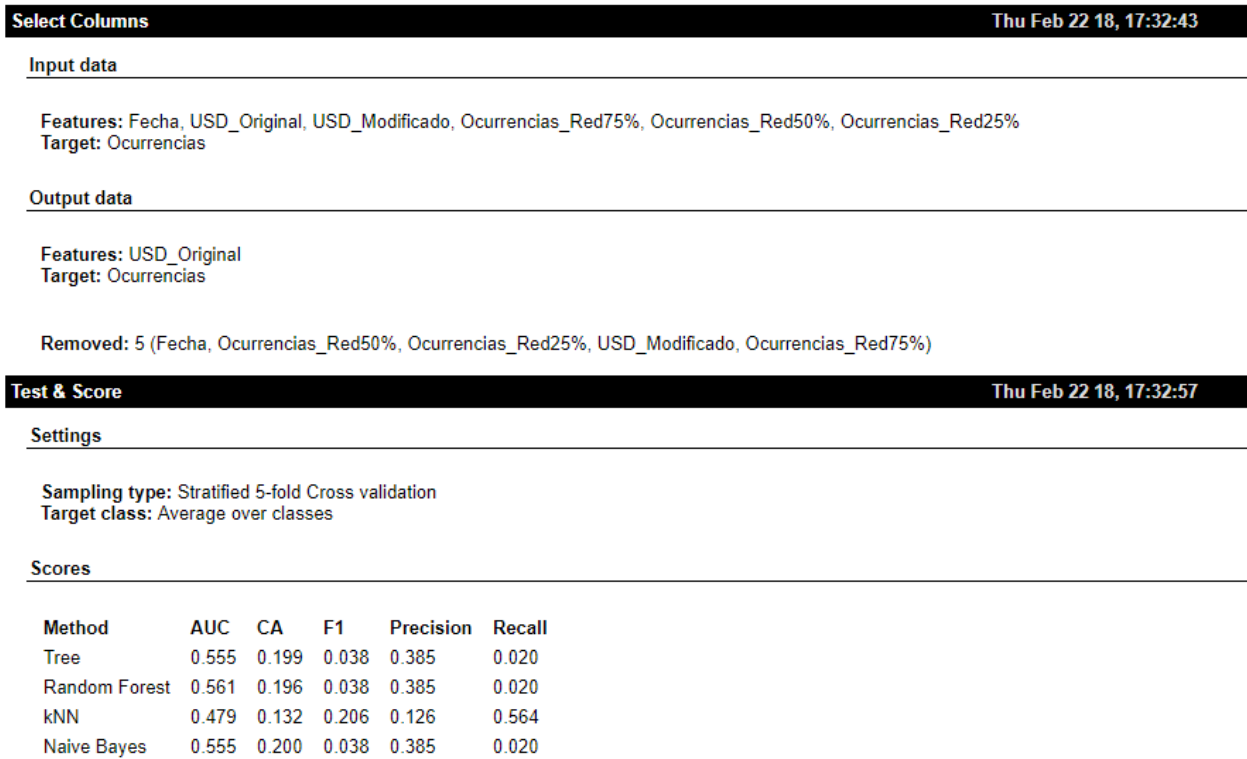 Select Columns Thu Feb 22 18, 17:32:43
Input data
Features: Fecha, USD_Original, USD_Modificado, Ocurrencias_Red75%, Ocurrencias_Red50%, Ocurrencias_Red25%
Target: Ocurrencias
Output data
Features: USD_Original
Target: Ocurrencias
Removed: 5 (Fecha, Ocurrencias_Red50%, Ocurrencias_Red25%, USD_Modificado, Ocurrencias_Red75%)
Test & Score Thu Feb 22 18, 17:32:57
Settings
Sampling type: Stratified 5-fold Cross validation
Target class: Average over classes
Scores
Method AUC CA F1 Precision Recall
Tree 0.555 0.199 0.038 0.385 0.020
Random Forest 0.561 0.196 0.038 0.385 0.020
kNN 0.479 0.132 0.206 0.126 0.564
Naive Bayes 0.555 0.200 0.038 0.385 0.020